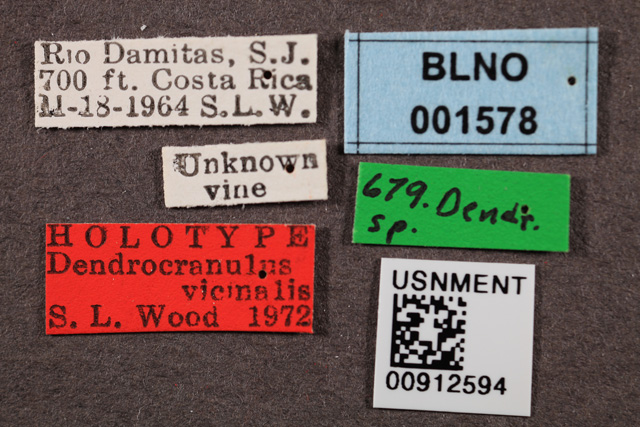 Rio Damitas, S.J.
700 ft. Costa Rica
II-18-1964 S.L.W.
BLNO
001578
Unknown
vine
679. Dendr.
sp.
HOLOTYPE
Dendrocranulus
vicinalis
S. L. Wood 1972
USNMENT
00912594